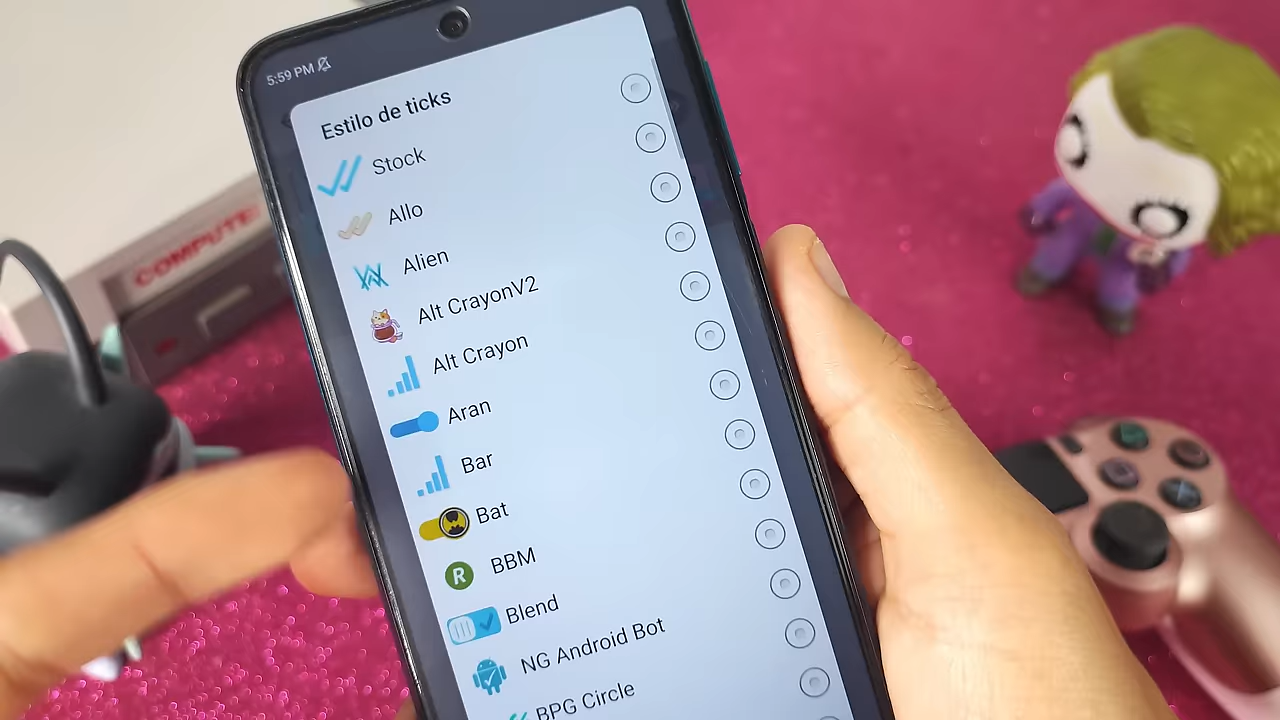 5:59 PM
Estilo de ticks
Stock
Allo
Alien
Alt CrayonV2
Alt Crayon
Aran
Bar
Bat
R
BBM
Blend
NG Android Bot
BPG Circle
COMPUTE